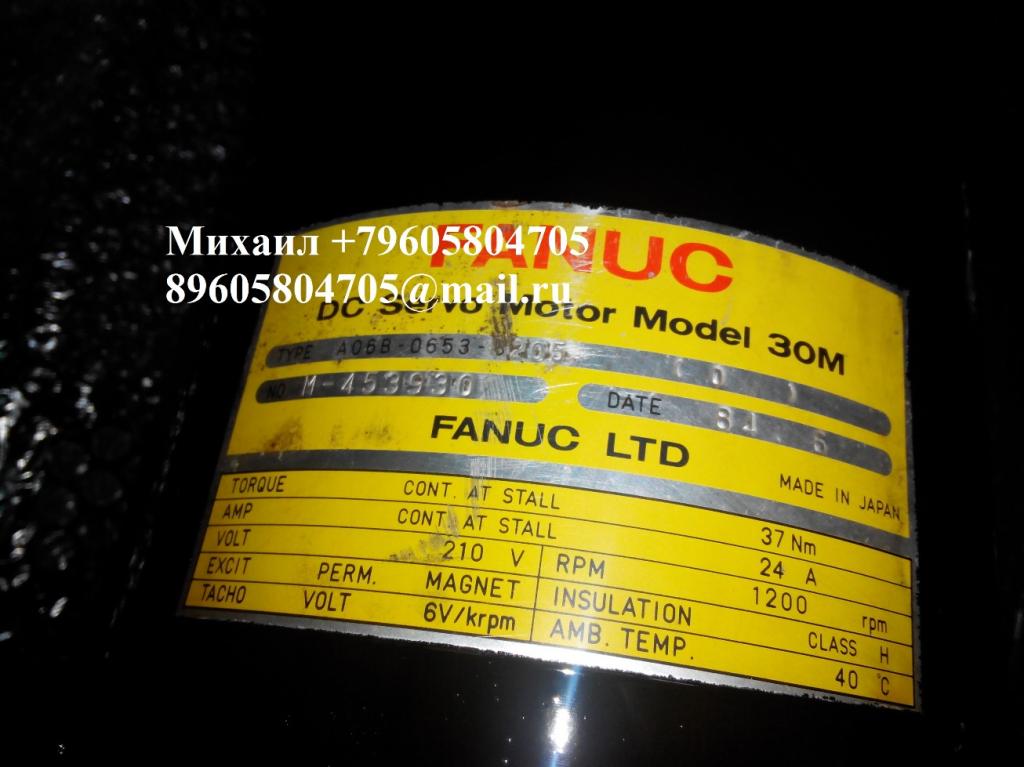 Михаил +79605804705
89605804705@mail.ru
FANUC
DC Servo Motor Model 30M
TYPE A06B-0653-
NO M-453930 DATE
FANUC LTD
MADE IN JAPAN
TORQUE CONT. AT STALL 37 Nm
AMP CONT. AT STALL 24 A
VOLT 210 V RPM 1200 rpm
EXCIT PERM. MAGNET INSULATION CLASS H
TACHO VOLT 6V/krpm AMB. TEMP. 40 °C